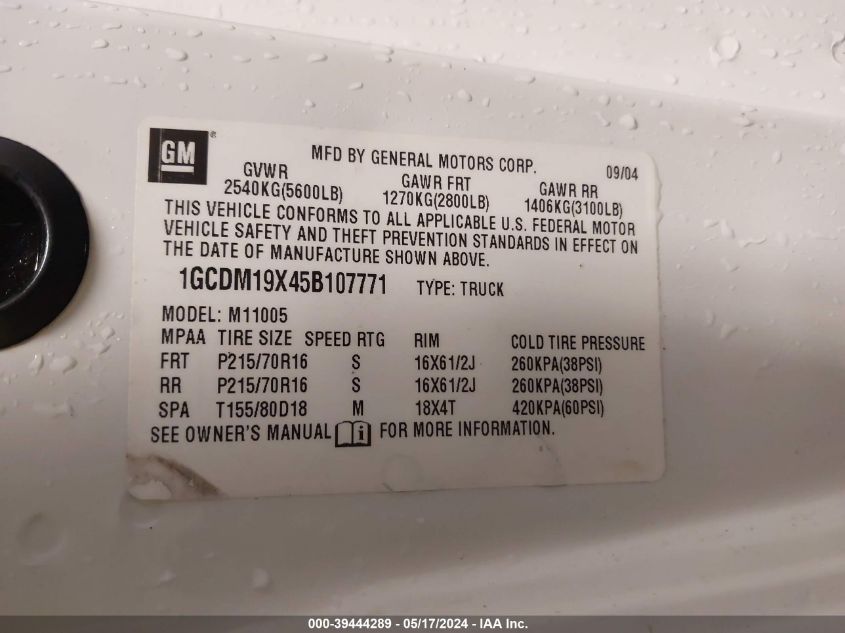 GM ® MFD BY GENERAL MOTORS CORP. 09/04
GVWR GAWR FRT GAWR RR
2540KG(5600LB) 1270KG(2800LB) 1406KG(3100LB)
THIS VEHICLE CONFORMS TO ALL APPLICABLE U.S. FEDERAL MOTOR
VEHICLE SAFETY AND THEFT PREVENTION STANDARDS IN EFFECT ON
THE DATE OF MANUFACTURE SHOWN ABOVE.
1GCDM19X45B107771 TYPE: TRUCK
MODEL: M11005
MPAA TIRE SIZE SPEED RTG RIM COLD TIRE PRESSURE
FRT P215/70R16 S 16X61/2J 260KPA(38PSI)
RR P215/70R16 S 16X61/2J 260KPA(38PSI)
SPA T155/80D18 M 18X4T 420KPA(60PSI)
SEE OWNER'S MANUAL i FOR MORE INFORMATION.
000-39444289 - 05/17/2024 - IAA Inc.